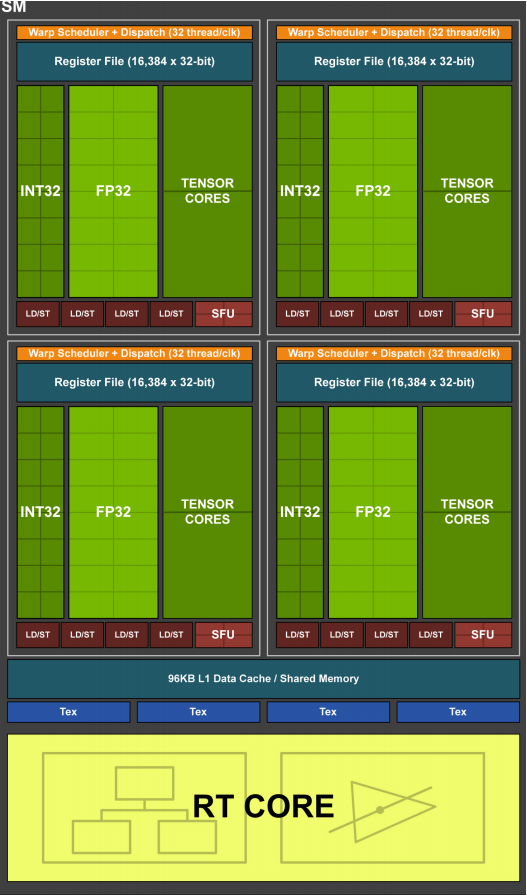 SM
Warp Scheduler + Dispatch (32 thread/clk)
Register File (16,384 x 32-bit)
INT32
FP32
TENSOR
CORES
LD/ST
LD/ST
LD/ST
LD/ST
SFU
Warp Scheduler + Dispatch (32 thread/clk)
Register File (16,384 x 32-bit)
INT32
FP32
TENSOR
CORES
LD/ST
LD/ST
LD/ST
LD/ST
SFU
Warp Scheduler + Dispatch (32 thread/clk)
Register File (16,384 x 32-bit)
INT32
FP32
TENSOR
CORES
LD/ST
LD/ST
LD/ST
LD/ST
SFU
Warp Scheduler + Dispatch (32 thread/clk)
Register File (16,384 x 32-bit)
INT32
FP32
TENSOR
CORES
LD/ST
LD/ST
LD/ST
LD/ST
SFU
96KB L1 Data Cache / Shared Memory
Tex
Tex
Tex
Tex
RT CORE